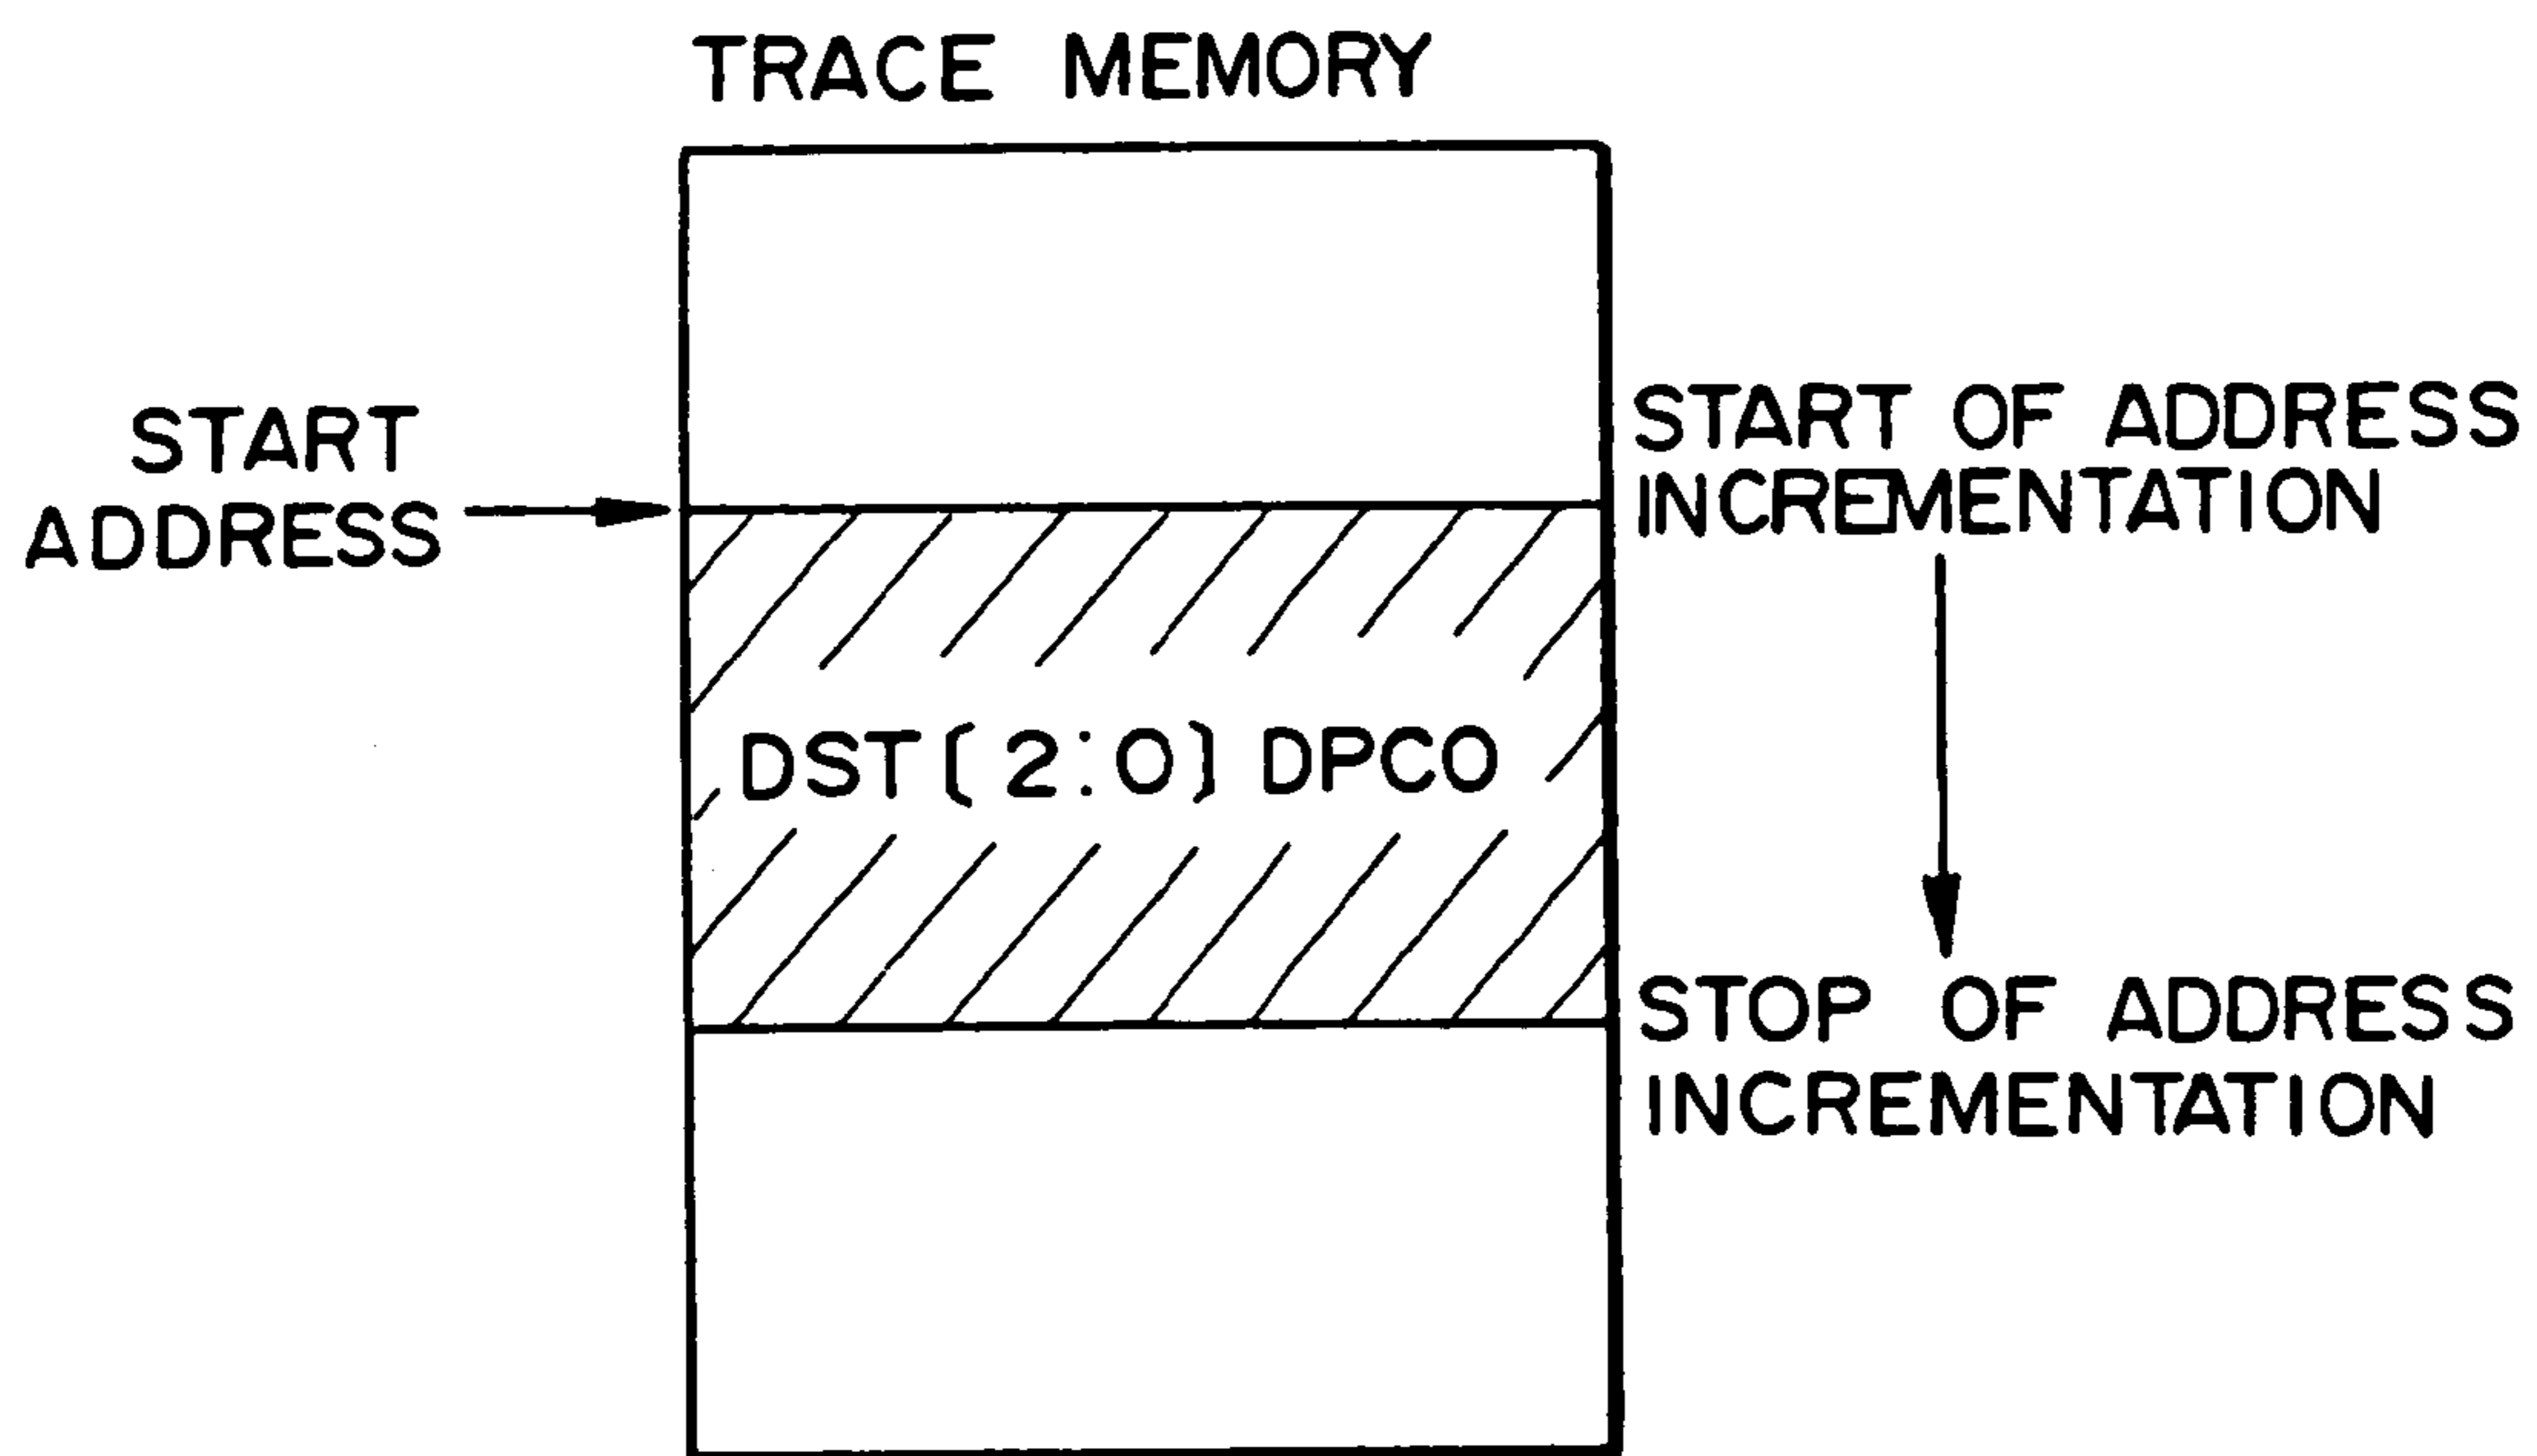 TRACE MEMORY
START
ADDRESS
START OF ADDRESS
INCREMENTATION
DST(2:0) DPCO
STOP OF ADDRESS
INCREMENTATION